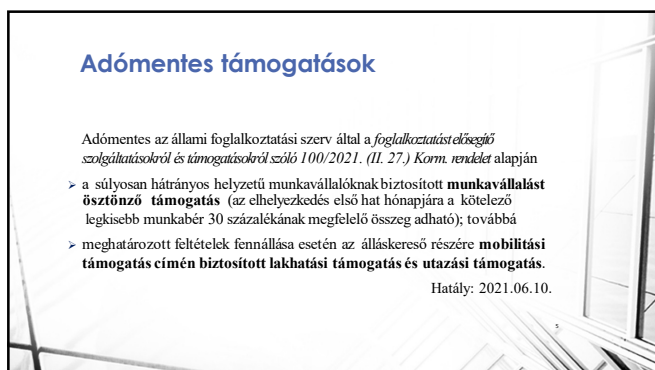 Adómentes támogatások
Adómentes az állami foglalkoztatási szerv által a foglalkoztatást elősegítő
szolgáltatásokról és támogatásokról szóló 100/2021. (II. 27.) Korm. rendelet alapján
➢ a súlyosan hátrányos helyzetű munkavállalóknak biztosított munkavállalást
ösztönző támogatás (az elhelyezkedés első hat hónapjára a kötelező
legkisebb munkabér 30 százalékának megfelelő összeg adható); továbbá
➢ meghatározott feltételek fennállása esetén az álláskereső részére mobilitási
támogatás címén biztosított lakhatási támogatás és utazási támogatás.
Hatály: 2021.06.10.
5